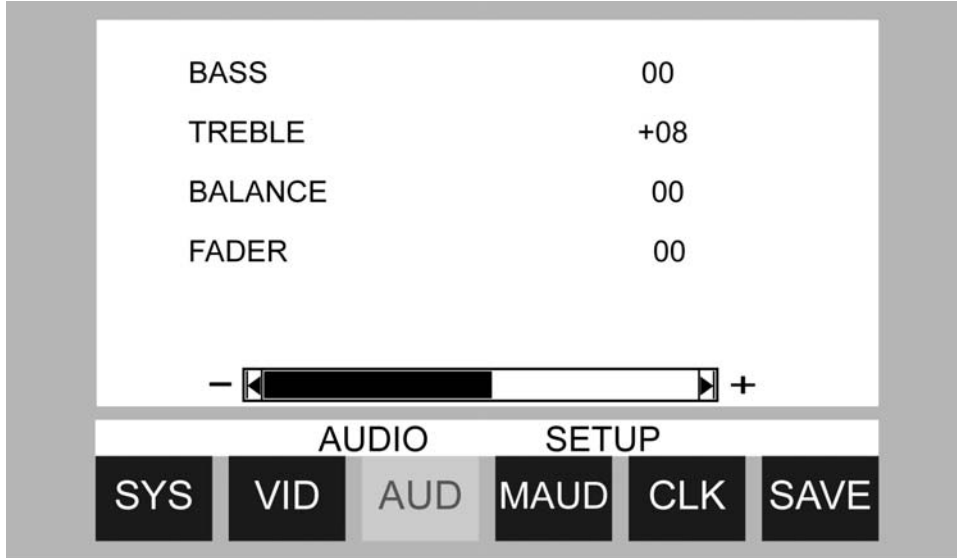 BASS 00
TREBLE +08
BALANCE 00
FADER 00
- +
AUDIO SETUP
SYS VID AUD MAUD CLK SAVE